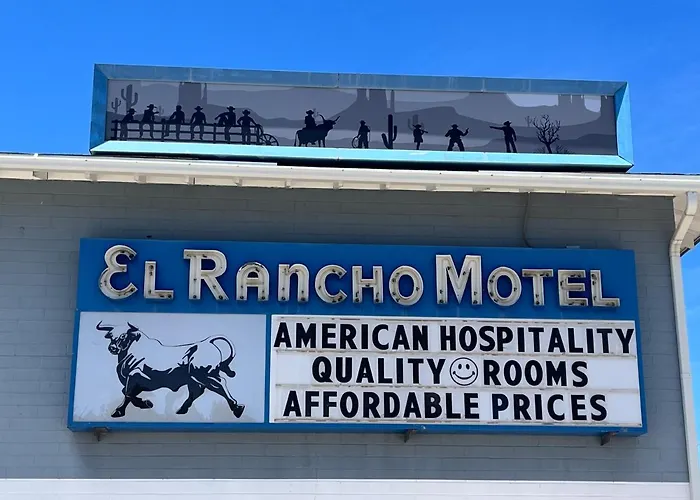 El Rancho Motel
AMERICAN HOSPITALITY
QUALITY ROOMS
AFFORDABLE PRICES